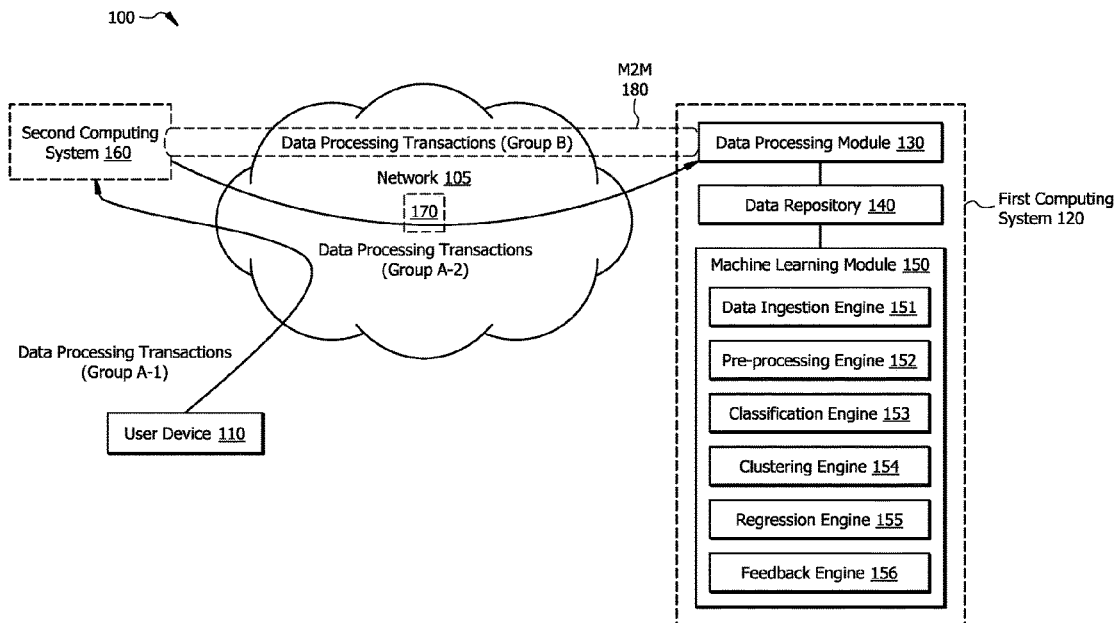 100
M2M
180
Second Computing
System 160
Data Processing Transactions (Group B)
Data Processing Module 130
Network 105
170
Data Repository 140
First Computing
System 120
Data Processing Transactions
(Group A-2)
Machine Learning Module 150
Data Ingestion Engine 151
Pre-processing Engine 152
Data Processing Transactions
(Group A-1)
Classification Engine 153
User Device 110
Clustering Engine 154
Regression Engine 155
Feedback Engine 156